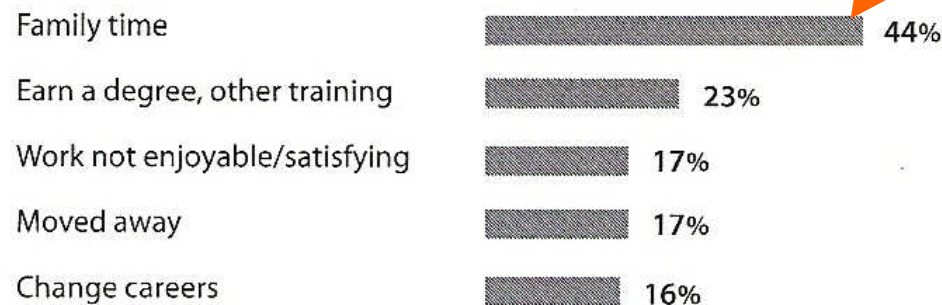 Family time 44%
Earn a degree, other training 23%
Work not enjoyable/satisfying 17%
Moved away 17%
Change careers 16%